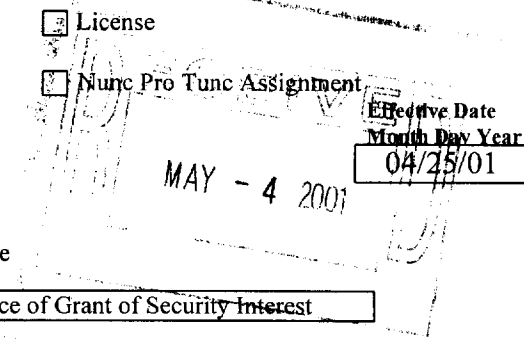 License
Nunc Pro Tunc Assignment
Effective Date
Month Day Year
04/25/01
MAY - 4 2001
e
ce of Grant of Security Interest